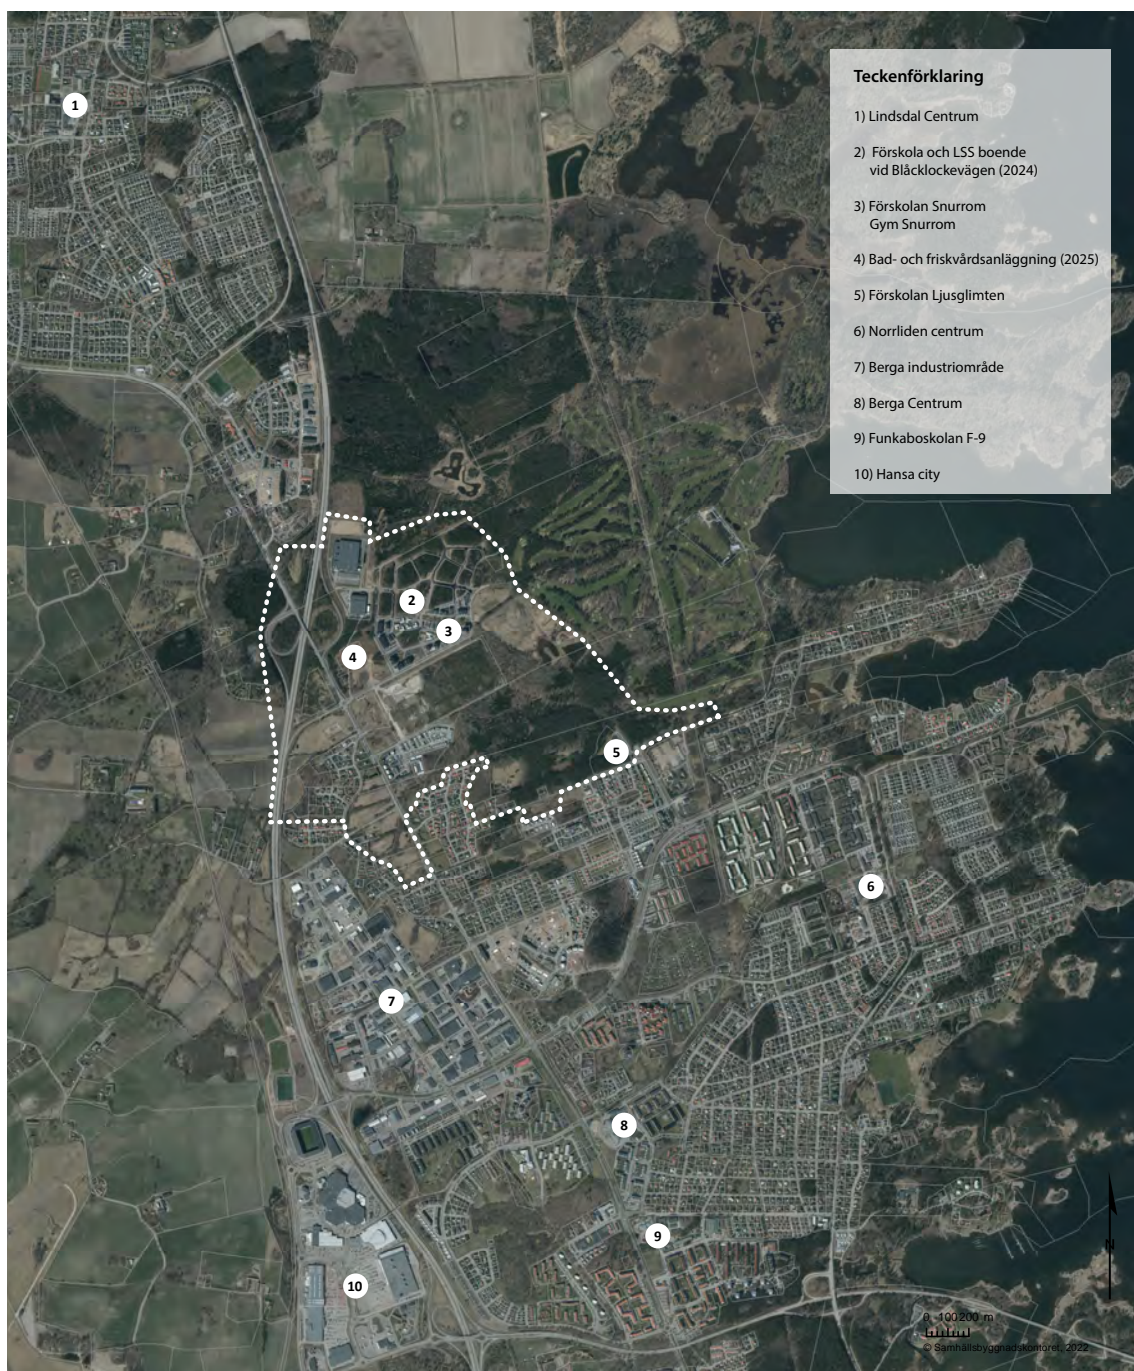 Teckenförklaring
1) Lindsdal Centrum
2) Förskola och LSS boende
vid Blåcklockevägen (2024)
3) Förskolan Snurrom
Gym Snurrom
4) Bad- och friskvårdsanläggning (2025)
5) Förskolan Ljusglimten
6) Norrliden centrum
7) Berga industriområde
8) Berga Centrum
9) Funkaboskolan F-9
10) Hansa city
1
2
3
4
5
6
7
8
9
10
N
0 100 200 m
© Samhällsbyggnadskontoret, 2022